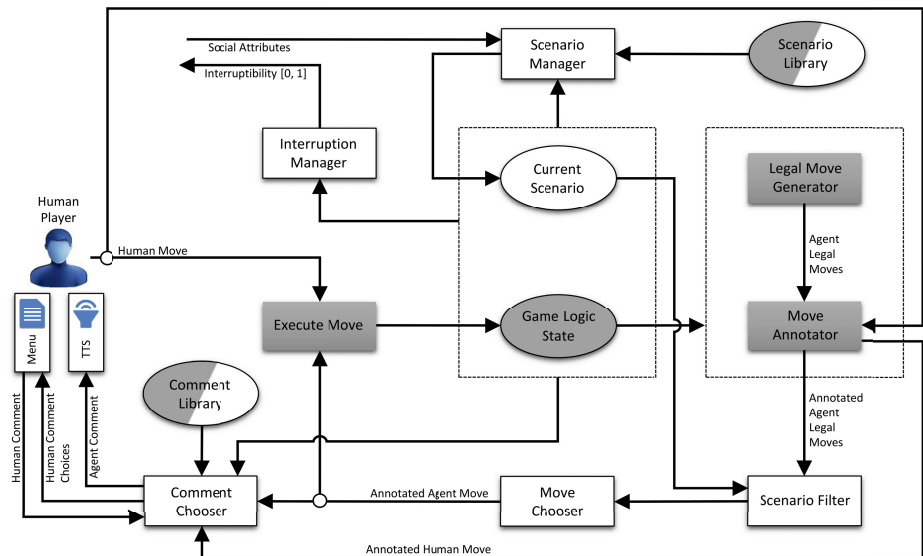 Social Attributes
Interruptibility [0, 1]
Scenario
Manager
Scenario
Library
Interruption
Manager
Current
Scenario
Legal Move
Generator
Human
Player
Human Move
Agent
Legal
Moves
Menu
TTS
Execute Move
Game Logic
State
Move
Annotator
Comment
Library
Human Comment
Human Comment
Choices
Agent Comment
Annotated
Agent
Legal
Moves
Comment
Chooser
Annotated Agent Move
Move
Chooser
Scenario Filter
Annotated Human Move